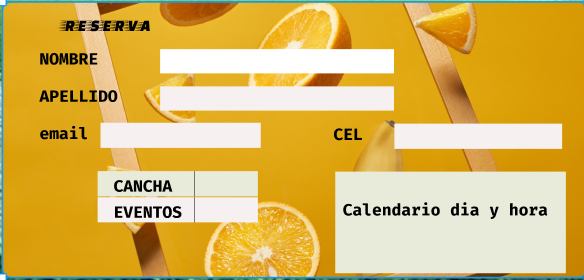 RESERVA
NOMBRE
APELLIDO
email
CEL
CANCHA
EVENTOS
Calendario dia y hora